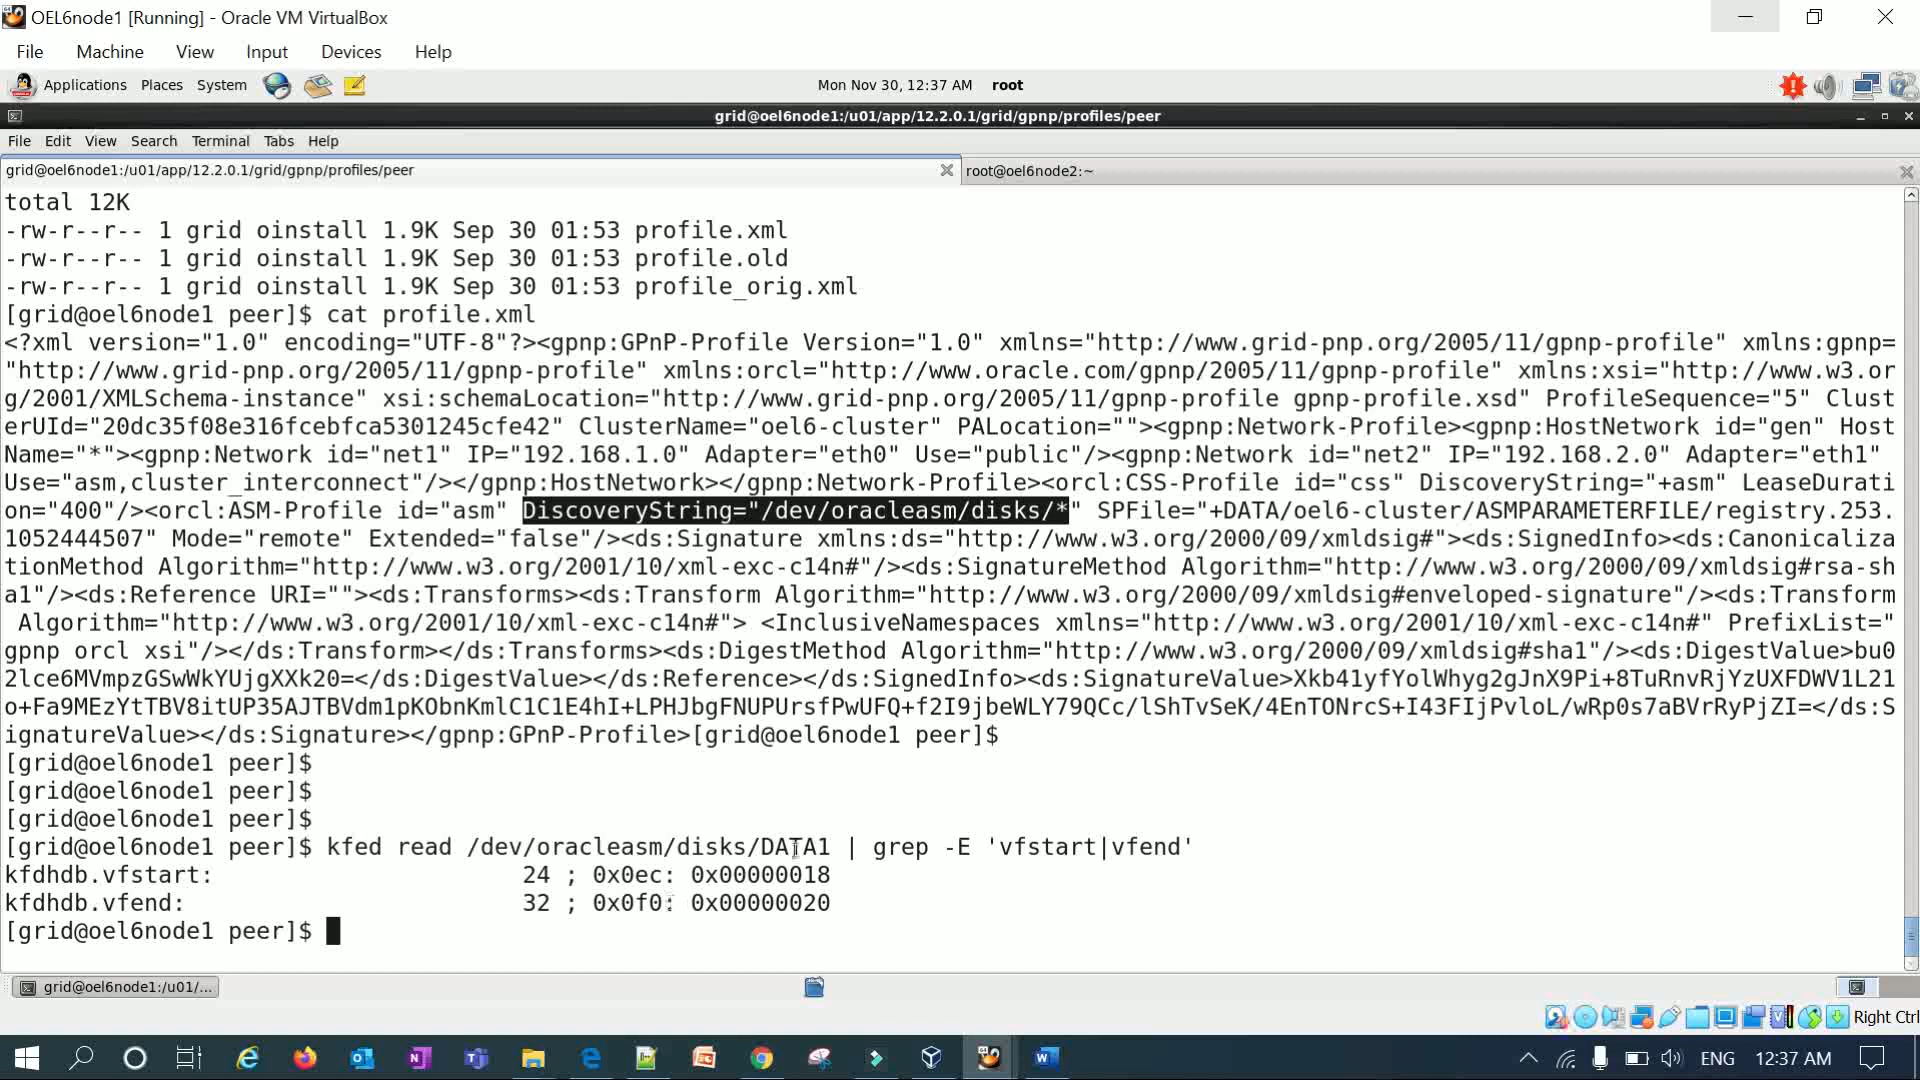 OEL6node1 [Running] - Oracle VM VirtualBox
File Machine View Input Devices Help
Applications Places System Mon Nov 30, 12:37 AM root
grid@oel6node1:/u01/app/12.2.0.1/grid/gpnp/profiles/peer
File Edit View Search Terminal Tabs Help
grid@oel6node1:/u01/app/12.2.0.1/grid/gpnp/profiles/peer root@oel6node2:~
total 12K
-rw-r--r-- 1 grid oinstall 1.9K Sep 30 01:53 profile.xml
-rw-r--r-- 1 grid oinstall 1.9K Sep 30 01:53 profile.old
-rw-r--r-- 1 grid oinstall 1.9K Sep 30 01:53 profile_orig.xml
[grid@oel6node1 peer]$ cat profile.xml
<?xml version="1.0" encoding="UTF-8"?><gpnp:GPnP-Profile Version="1.0" xmlns="http://www.grid-pnp.org/2005/11/gpnp-profile" xmlns:gpnp=
"http://www.grid-pnp.org/2005/11/gpnp-profile" xmlns:orcl="http://www.oracle.com/gpnp/2005/11/gpnp-profile" xmlns:xsi="http://www.w3.or
g/2001/XMLSchema-instance" xsi:schemaLocation="http://www.grid-pnp.org/2005/11/gpnp-profile gpnp-profile.xsd" ProfileSequence="5" Clust
erUId="20dc35f08e316fcebfca5301245cfe42" ClusterName="oel6-cluster" PALocation=""><gpnp:Network-Profile><gpnp:HostNetwork id="gen" Host
Name="*"><gpnp:Network id="net1" IP="192.168.1.0" Adapter="eth0" Use="public"/><gpnp:Network id="net2" IP="192.168.2.0" Adapter="eth1"
Use="asm,cluster_interconnect"/></gpnp:HostNetwork></gpnp:Network-Profile><orcl:CSS-Profile id="css" DiscoveryString="+asm" LeaseDurati
on="400"/><orcl:ASM-Profile id="asm" DiscoveryString="/dev/oracleasm/disks/*" SPFile="+DATA/oel6-cluster/ASMPARAMETERFILE/registry.253.
1052444507" Mode="remote" Extended="false"/><ds:Signature xmlns:ds="http://www.w3.org/2000/09/xmldsig#"><ds:SignedInfo><ds:Canonicaliza
tionMethod Algorithm="http://www.w3.org/2001/10/xml-exc-c14n#"/><ds:SignatureMethod Algorithm="http://www.w3.org/2000/09/xmldsig#rsa-sh
a1"/><ds:Reference URI=""><ds:Transforms><ds:Transform Algorithm="http://www.w3.org/2000/09/xmldsig#enveloped-signature"/><ds:Transform
Algorithm="http://www.w3.org/2001/10/xml-exc-c14n#"> <InclusiveNamespaces xmlns="http://www.w3.org/2001/10/xml-exc-c14n#" PrefixList="
gpnp orcl xsi"/></ds:Transform></ds:Transforms><ds:DigestMethod Algorithm="http://www.w3.org/2000/09/xmldsig#sha1"/><ds:DigestValue>bu0
2lce6MVmpzGSwWkYUjgXXk20=</ds:DigestValue></ds:Reference></ds:SignedInfo><ds:SignatureValue>Xkb41yfYolWhyg2gJnX9Pi+8TuRnvRjYzUXFDWV1L21
o+Fa9MEzYtTBV8itUP35AJTBVdm1pKObnKmlC1C1E4hI+LPHJbgFNUPUrsfPwUFQ+f2I9jbeWLY79QCc/lShTvSeK/4EnTONrcS+I43FIjPvloL/wRp0s7aBVrRyPjZI=</ds:S
ignatureValue></ds:Signature></gpnp:GPnP-Profile>[grid@oel6node1 peer]$
[grid@oel6node1 peer]$
[grid@oel6node1 peer]$
[grid@oel6node1 peer]$
[grid@oel6node1 peer]$ kfed read /dev/oracleasm/disks/DATA1 | grep -E 'vfstart|vfend'
kfdhdb.vfstart: 24 ; 0x0ec: 0x00000018
kfdhdb.vfend: 32 ; 0x0f0: 0x00000020
[grid@oel6node1 peer]$
grid@oel6node1:/u01/...
Right Ctrl
ENG 12:37 AM